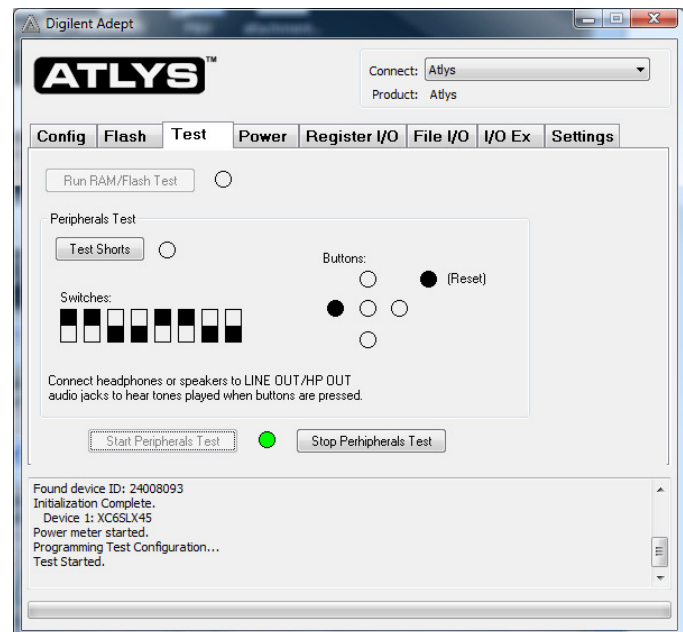 Digilent Adept
ATLYS™
Connect: Atlys
Product: Atlys
Config Flash Test Power Register I/O File I/O I/O Ex Settings
Run RAM/Flash Test
Peripherals Test
Test Shorts
Buttons:
(Reset)
Switches:
Connect headphones or speakers to LINE OUT/HP OUT
audio jacks to hear tones played when buttons are pressed.
Start Peripherals Test
Stop Perhipherals Test
Found device ID: 24008093
Initialization Complete.
Device 1: XC6SLX45
Power meter started.
Programming Test Configuration...
Test Started.